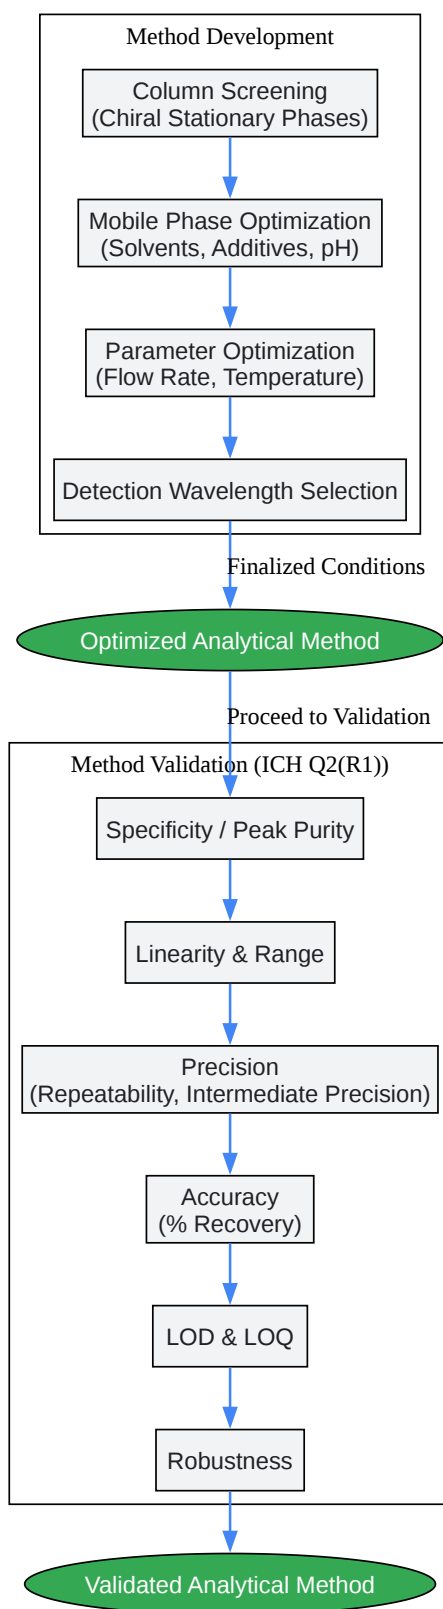 Method Development
Column Screening
(Chiral Stationary Phases)
Mobile Phase Optimization
(Solvents, Additives, pH)
Parameter Optimization
(Flow Rate, Temperature)
Detection Wavelength Selection
Finalized Conditions
Optimized Analytical Method
Proceed to Validation
Method Validation (ICH Q2(R1))
Specificity / Peak Purity
Linearity & Range
Precision
(Repeatability, Intermediate Precision)
Accuracy
(% Recovery)
LOD & LOQ
Robustness
Validated Analytical Method